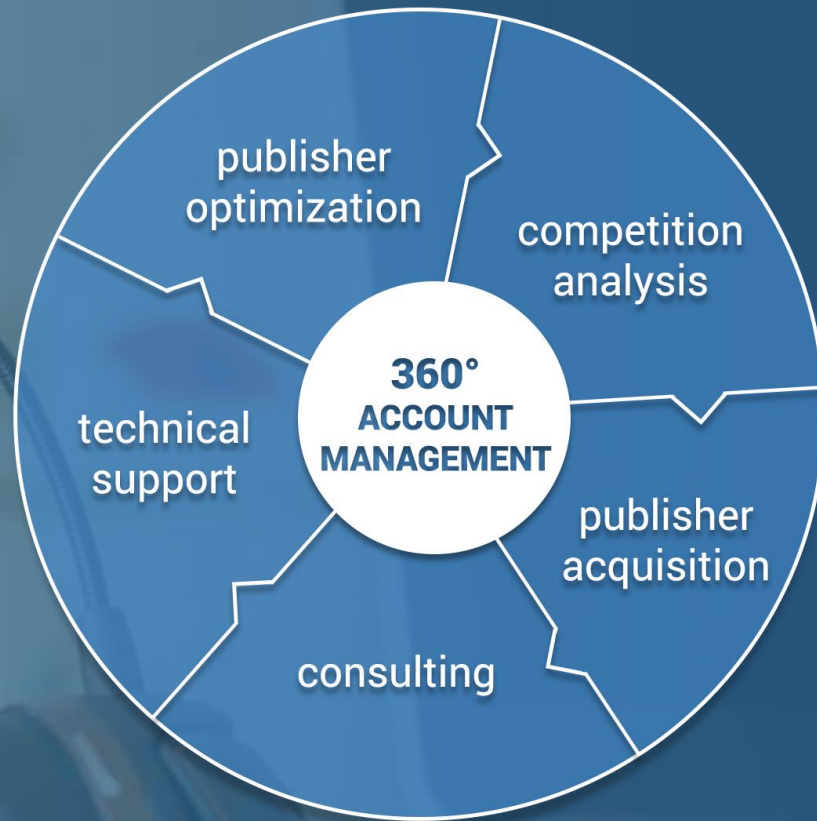 publisher
optimization
competition
analysis
360°
ACCOUNT
MANAGEMENT
technical
support
publisher
acquisition
consulting